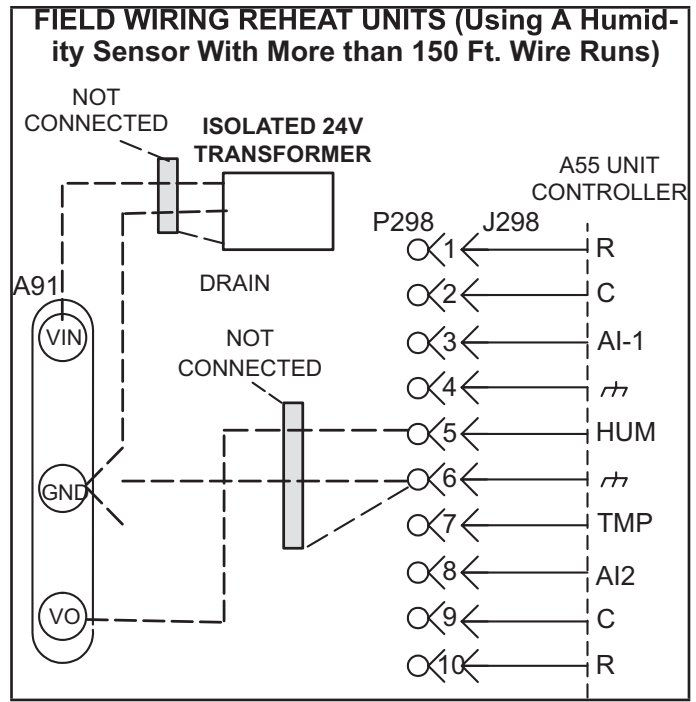 FIELD WIRING REHEAT UNITS (Using A Humid-
ity Sensor With More than 150 Ft. Wire Runs)
NOT
CONNECTED
ISOLATED 24V
TRANSFORMER
A55 UNIT
CONTROLLER
P298
J298
1
R
A91
DRAIN
2
C
VIN
NOT
CONNECTED
3
AI-1
4
5
HUM
GND
6
7
TMP
8
AI2
VO
9
C
10
R